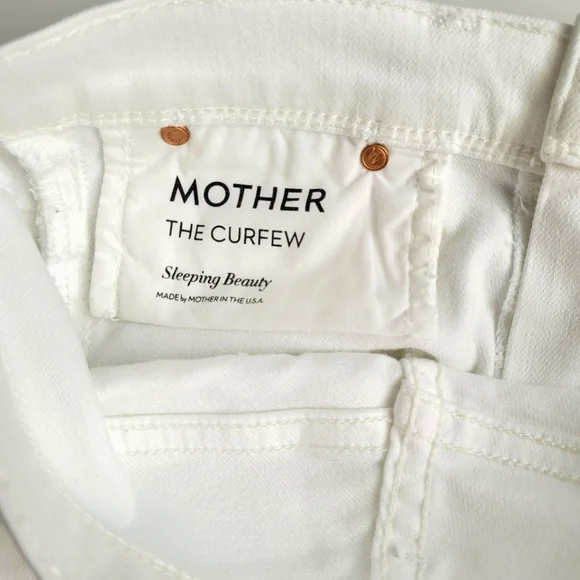 MOTHER
THE CURFEW
Sleeping Beauty
MADE by MOTHER IN THE U.S.A.